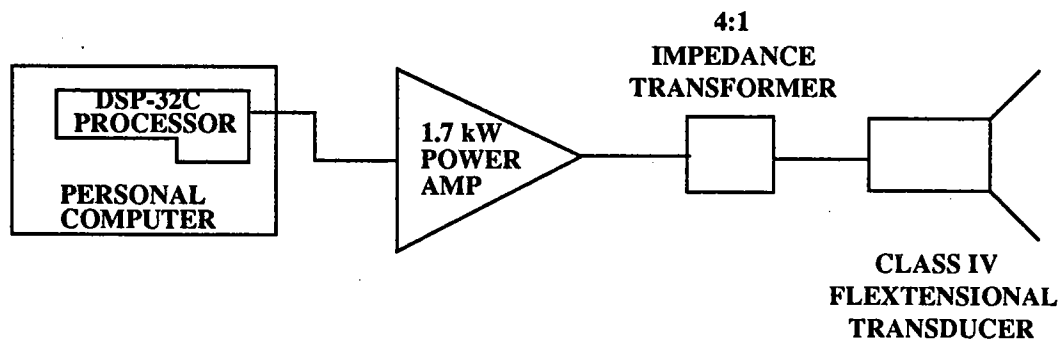 DSP-32C
PROCESSOR
PERSONAL
COMPUTER
1.7 kW
POWER
AMP
4:1
IMPEDANCE
TRANSFORMER
CLASS IV
FLEXTENSIONAL
TRANSDUCER